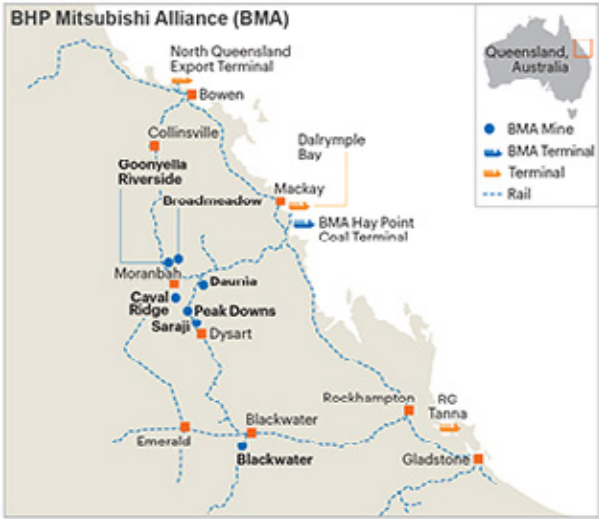 BHP Mitsubishi Alliance (BMA)
North Queensland
Export Terminal
Bowen
Queensland,
Australia
BMA Mine
BMA Terminal
Terminal
Rail
Collinsville
Goonyella
Riverside
Broadmeadow
Dalrymple
Bay
Mackay
BMA Hay Point
Coal Terminal
Moranbah
Daunia
Caval
Ridge
Peak Downs
Saraji
Dysart
Rockhampton
RG
Tanna
Blackwater
Emerald
Blackwater
Gladstone